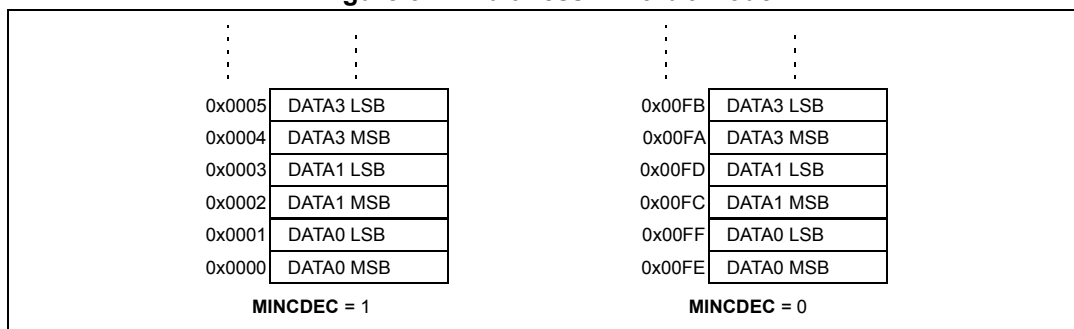 0x0005 DATA3 LSB 0x00FB DATA3 LSB
0x0004 DATA3 MSB 0x00FA DATA3 MSB
0x0003 DATA1 LSB 0x00FD DATA1 LSB
0x0002 DATA1 MSB 0x00FC DATA1 MSB
0x0001 DATA0 LSB 0x00FF DATA0 LSB
0x0000 DATA0 MSB 0x00FE DATA0 MSB
MINCDEC = 1 MINCDEC = 0